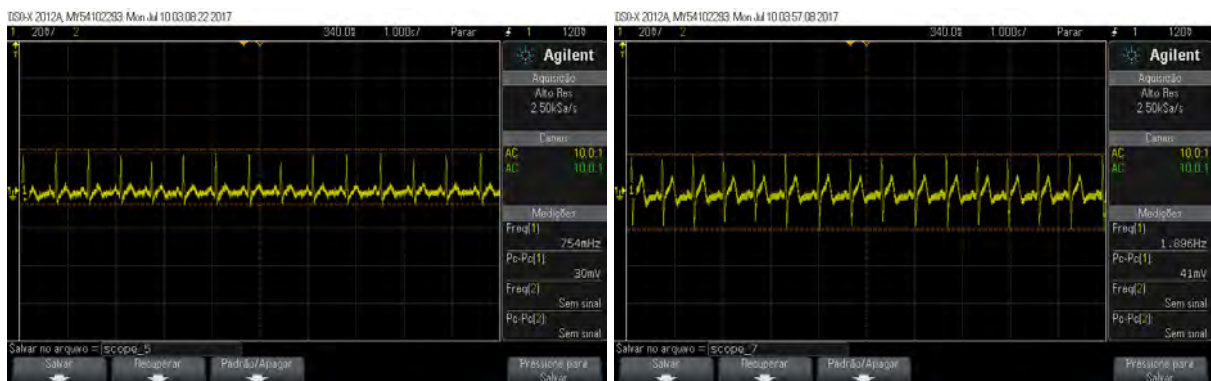 DSO-X 2012A, MY54102293: Mon Jul 10 03:08:22 2017
1 20V/ 2 340.0s 1.000s/ Parar 1 120V
Agilent
Aquisição
Alto Res
2.50kSa/s
Canais
AC 10.0:1
AC 10.0:1
Medições
Freq(1)
754mHz
Pc-Pc(1):
30mV
Freq(2)
Sem sinal
Pc-Pc(2):
Sem sinal
Salvar no arquivo = scope_5
Salvar Recuperar Padrão/Apagar Pressione para
Salvar
DSO-X 2012A, MY54102293: Mon Jul 10 03:57:08 2017
1 20V/ 2 340.0s 1.000s/ Parar 1 120V
Agilent
Aquisição
Alto Res
2.50kSa/s
Canais
AC 10.0:1
AC 10.0:1
Medições
Freq(1)
1.896Hz
Pc-Pc(1):
41mV
Freq(2)
Sem sinal
Pc-Pc(2):
Sem sinal
Salvar no arquivo = scope_7
Salvar Recuperar Padrão/Apagar Pressione para
Salvar